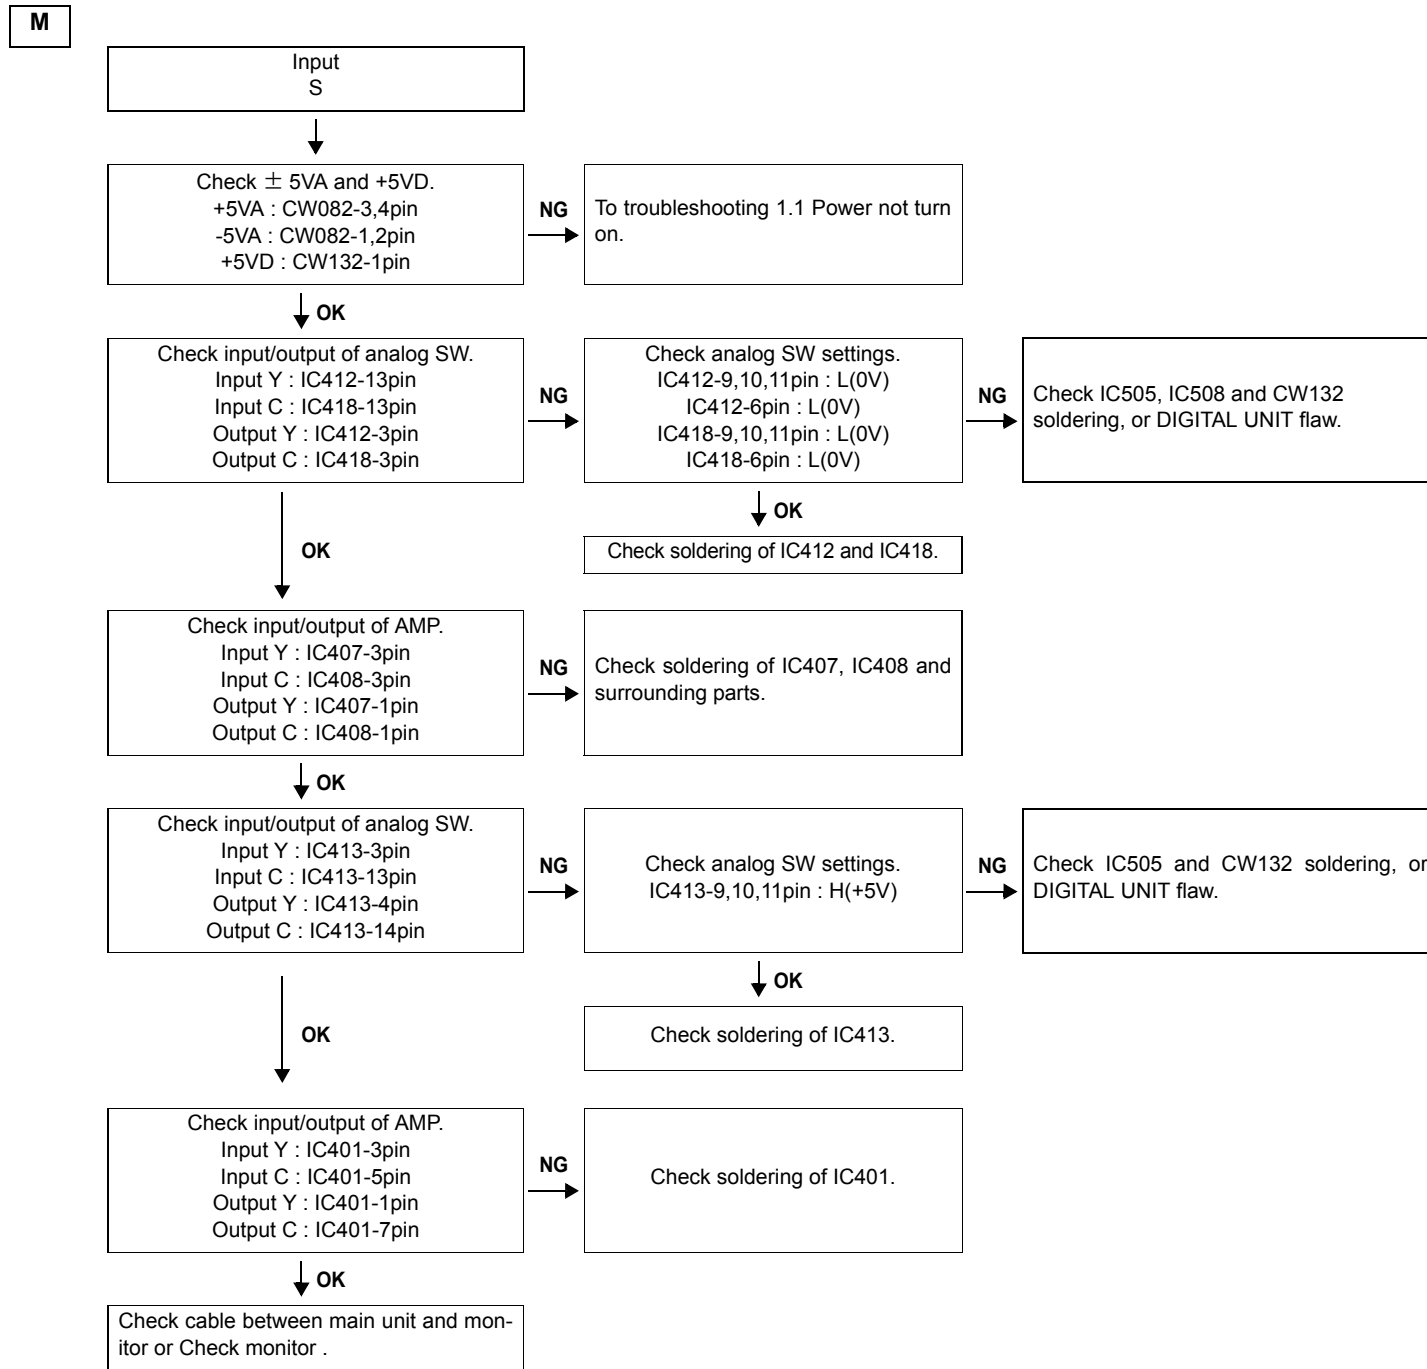 M
Input
S
Check ± 5VA and +5VD.
+5VA : CW082-3,4pin
-5VA : CW082-1,2pin
+5VD : CW132-1pin
NG
To troubleshooting 1.1 Power not turn
on.
OK
Check input/output of analog SW.
Input Y : IC412-13pin
Input C : IC418-13pin
Output Y : IC412-3pin
Output C : IC418-3pin
NG
Check analog SW settings.
IC412-9,10,11pin : L(0V)
IC412-6pin : L(0V)
IC418-9,10,11pin : L(0V)
IC418-6pin : L(0V)
NG
Check IC505, IC508 and CW132
soldering, or DIGITAL UNIT flaw.
OK
Check soldering of IC412 and IC418.
OK
Check input/output of AMP.
Input Y : IC407-3pin
Input C : IC408-3pin
Output Y : IC407-1pin
Output C : IC408-1pin
NG
Check soldering of IC407, IC408 and
surrounding parts.
OK
Check input/output of analog SW.
Input Y : IC413-3pin
Input C : IC413-13pin
Output Y : IC413-4pin
Output C : IC413-14pin
NG
Check analog SW settings.
IC413-9,10,11pin : H(+5V)
NG
Check IC505 and CW132 soldering, or
DIGITAL UNIT flaw.
OK
Check soldering of IC413.
OK
Check input/output of AMP.
Input Y : IC401-3pin
Input C : IC401-5pin
Output Y : IC401-1pin
Output C : IC401-7pin
NG
Check soldering of IC401.
OK
Check cable between main unit and mon-
itor or Check monitor .